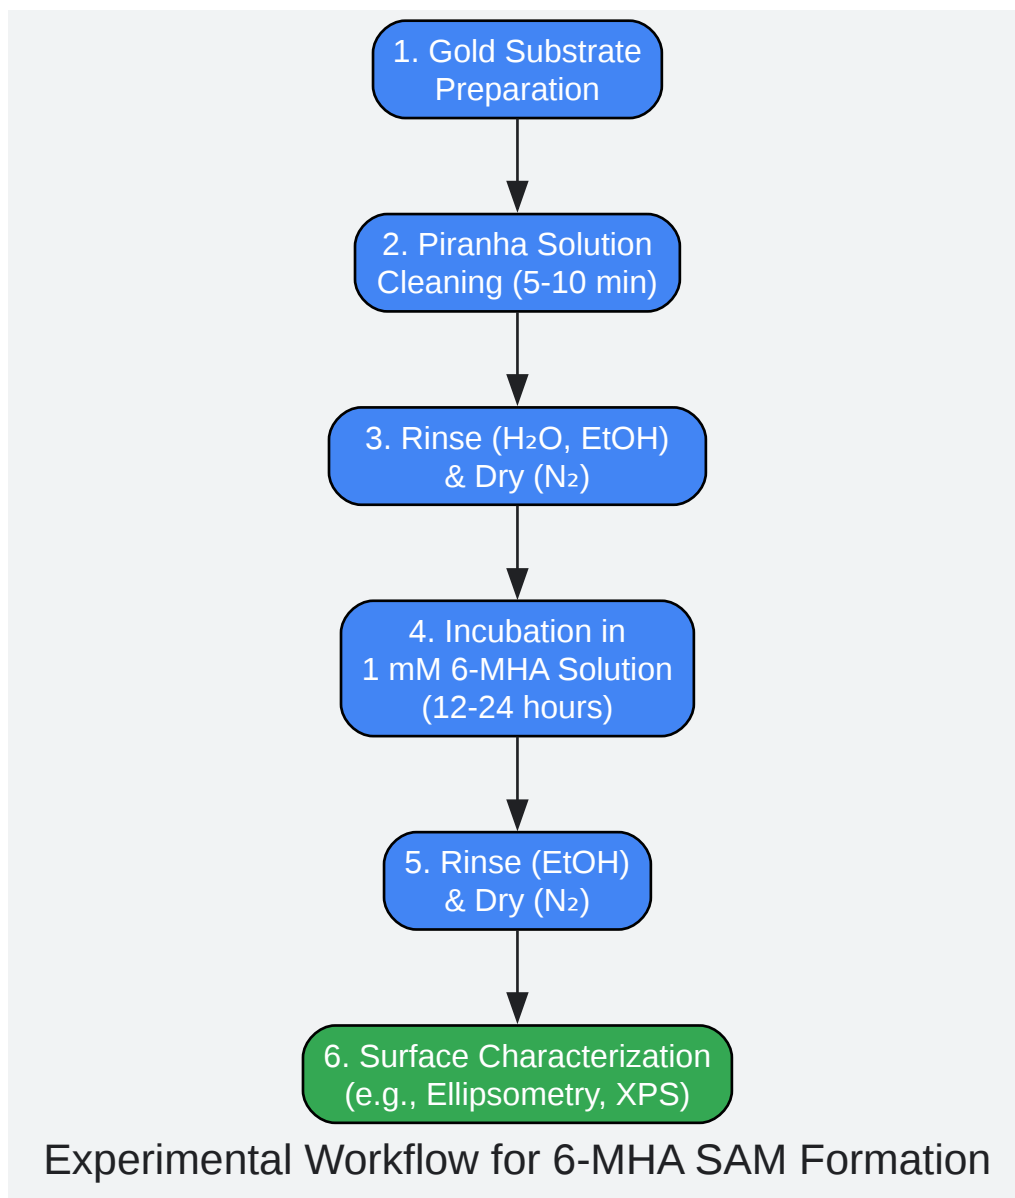 1. Gold Substrate
Preparation
2. Piranha Solution
Cleaning (5-10 min)
3. Rinse (H₂O, EtOH)
& Dry (N₂)
4. Incubation in
1 mM 6-MHA Solution
(12-24 hours)
5. Rinse (EtOH)
& Dry (N₂)
6. Surface Characterization
(e.g., Ellipsometry, XPS)
Experimental Workflow for 6-MHA SAM Formation